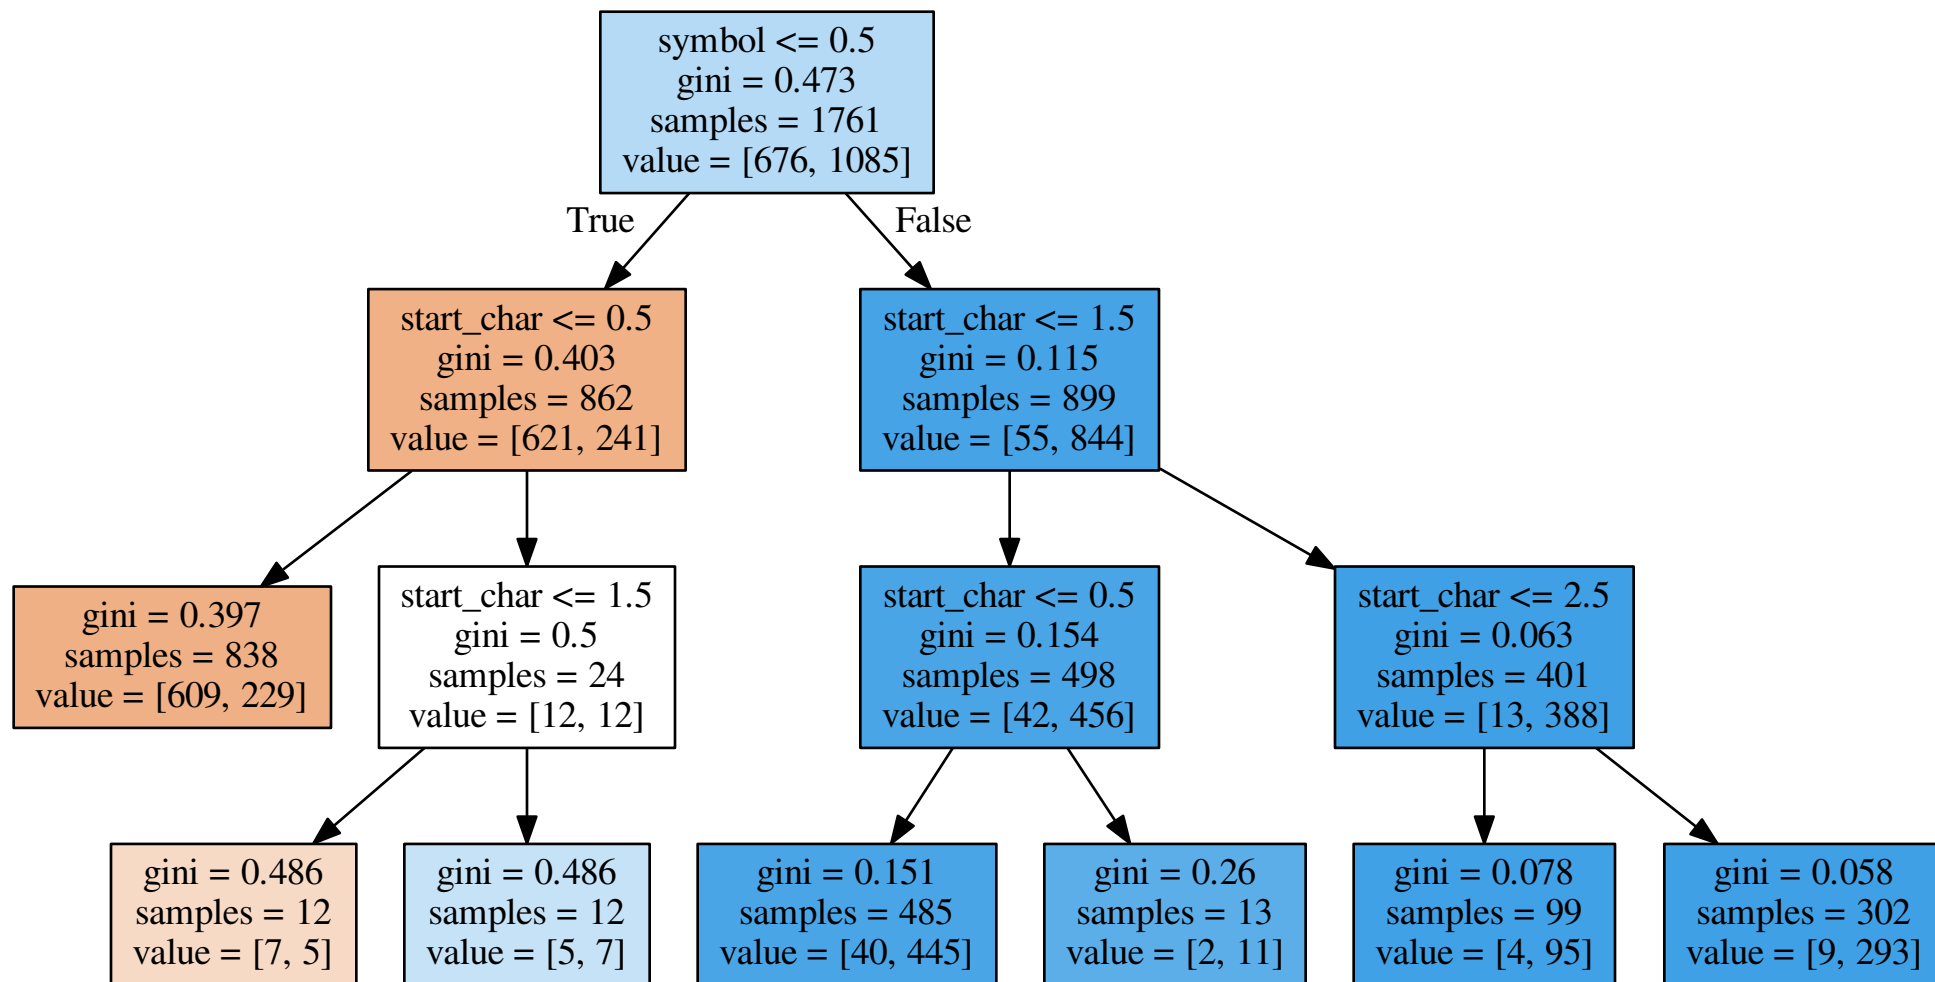 symbol <= 0.5
gini = 0.473
samples = 1761
value = [676, 1085]
True
False
start_char <= 0.5
gini = 0.403
samples = 862
value = [621, 241]
start_char <= 1.5
gini = 0.115
samples = 899
value = [55, 844]
gini = 0.397
samples = 838
value = [609, 229]
start_char <= 1.5
gini = 0.5
samples = 24
value = [12, 12]
start_char <= 0.5
gini = 0.154
samples = 498
value = [42, 456]
start_char <= 2.5
gini = 0.063
samples = 401
value = [13, 388]
gini = 0.486
samples = 12
value = [7, 5]
gini = 0.486
samples = 12
value = [5, 7]
gini = 0.151
samples = 485
value = [40, 445]
gini = 0.26
samples = 13
value = [2, 11]
gini = 0.078
samples = 99
value = [4, 95]
gini = 0.058
samples = 302
value = [9, 293]